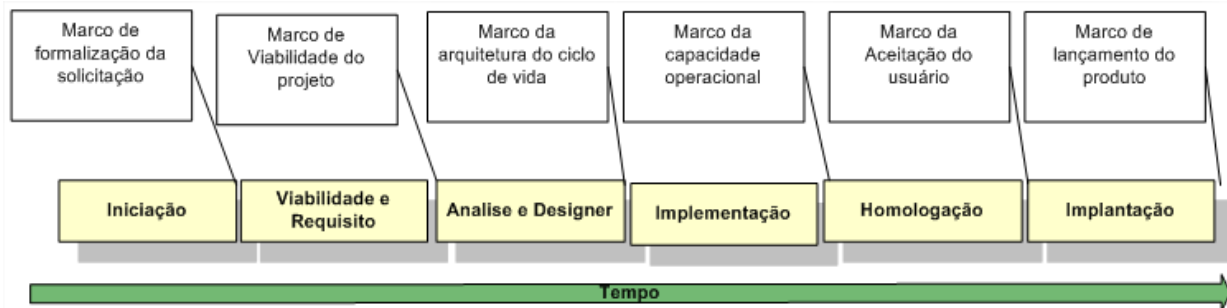 Marco de
formalização da
solicitação
Marco de
Viabilidade do
projeto
Marco da
arquitetura do ciclo
de vida
Marco da
capacidade
operacional
Marco da
Aceitação do
usuário
Marco de
lançamento do
produto
Iniciação
Viabilidade e
Requisito
Analise e Designer
Implementação
Homologação
Implantação
Tempo